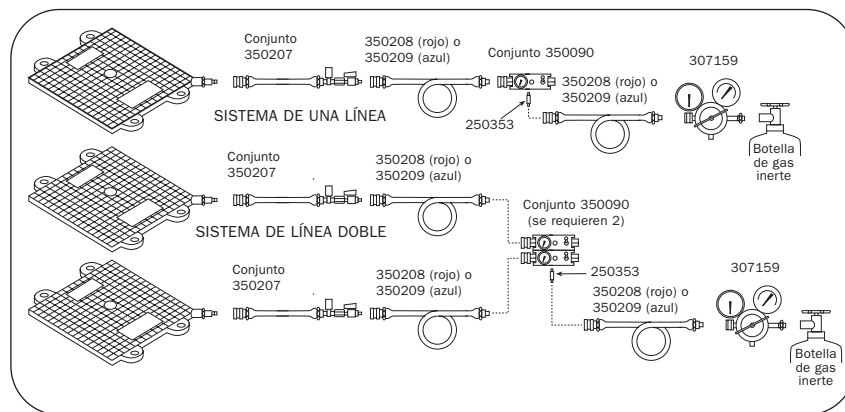 Conjunto
350207
350208 (rojo) o
350209 (azul)
Conjunto 350090
350208 (rojo) o
350209 (azul)
307159
250353
SISTEMA DE UNA LÍNEA
Botella
de gas
inerte
Conjunto
350207
350208 (rojo) o
350209 (azul)
Conjunto 350090
(se requieren 2)
SISTEMA DE LÍNEA DOBLE
Conjunto
350207
350208 (rojo) o
350209 (azul)
250353
350208 (rojo) o
350209 (azul)
307159
Botella
de gas
inerte